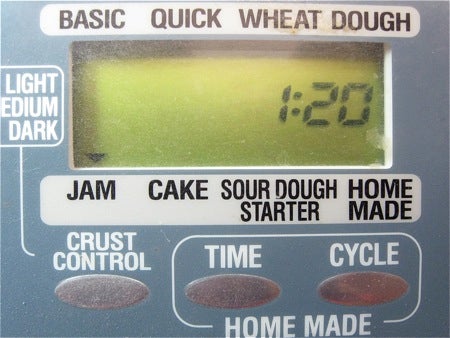 BASIC QUICK WHEAT DOUGH
LIGHT
EDIUM
DARK
1:20
JAM CAKE SOUR DOUGH STARTER HOME MADE
CRUST CONTROL
TIME CYCLE
HOME MADE